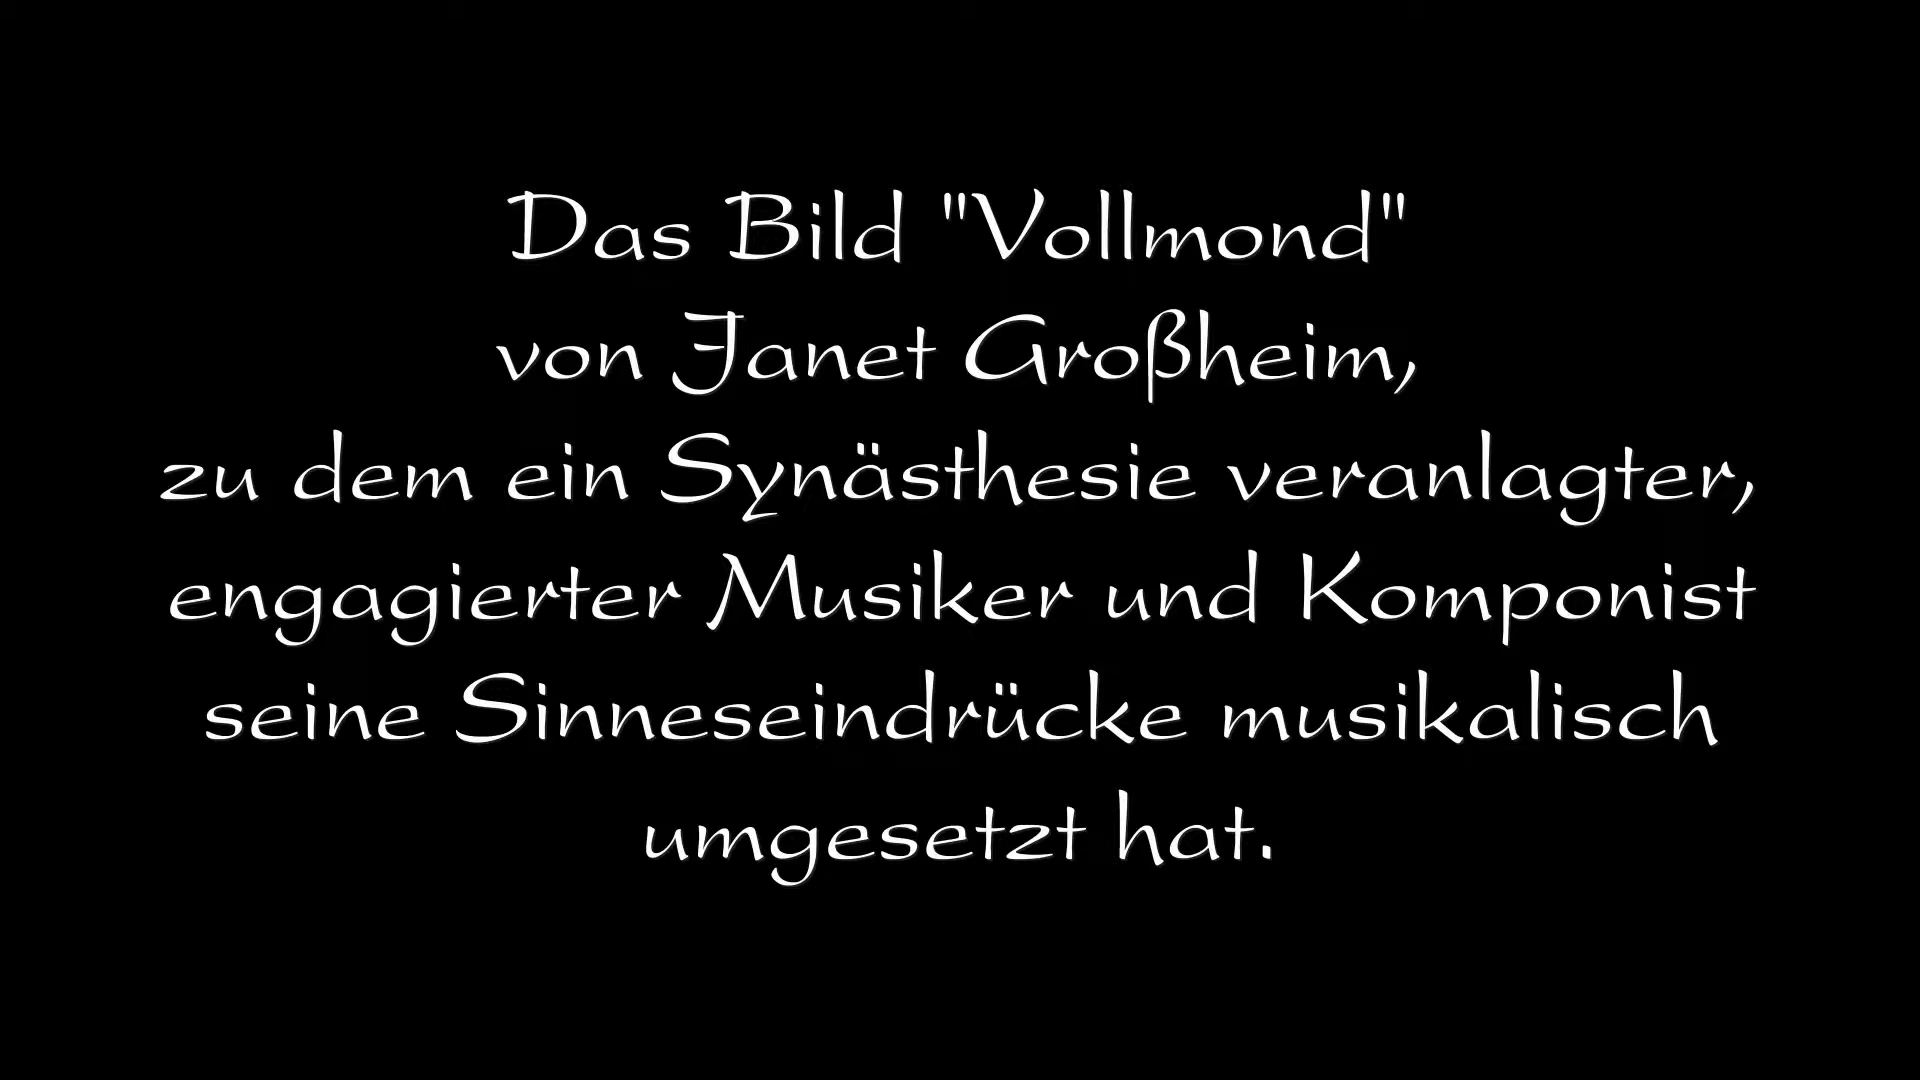 Das Bild "Vollmond"
von Janet Großheim,
zu dem ein Synästhesie veranlagter,
engagierter Musiker und Komponist
seine Sinneseindrücke musikalisch
umgesetzt hat.